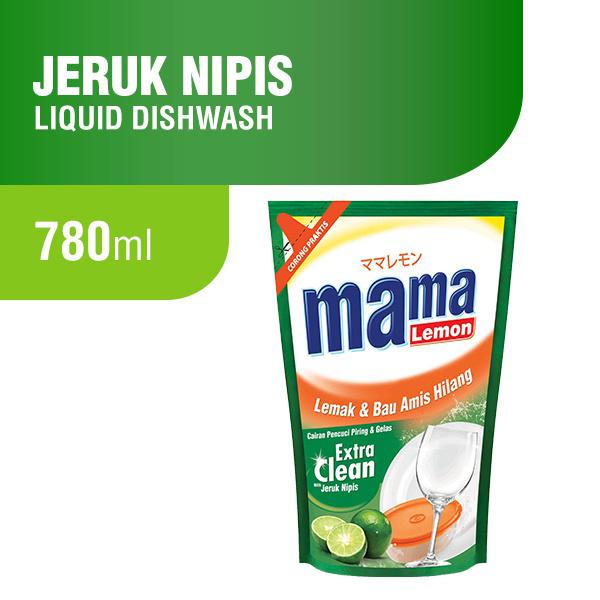 JERUK NIPIS
LIQUID DISHWASH
780ml
CORONG PRAKTIS
ママレモン
mama
Lemon
Lemak & Bau Amis Hilang
Cairan Pencuci Piring & Gelas
Extra
Clean
WITH Jeruk Nipis